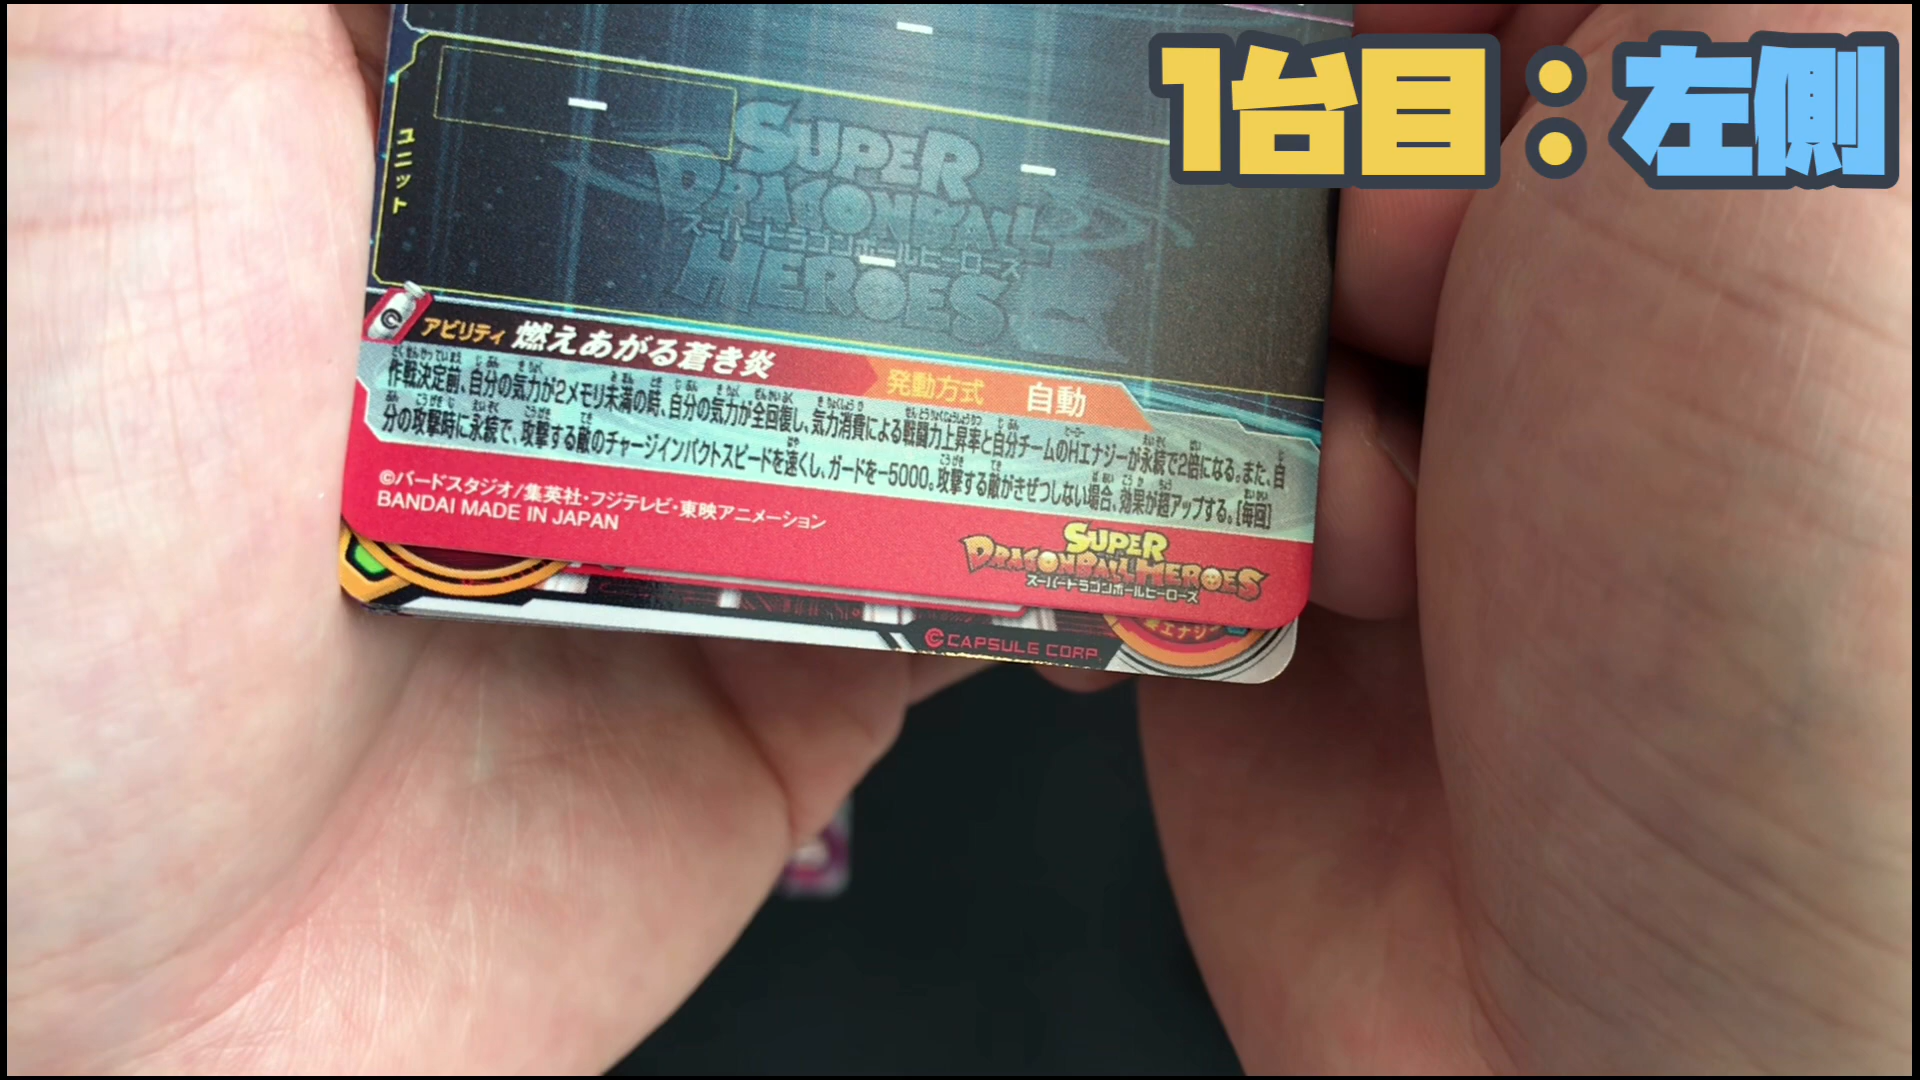 1台目：左側
ユニット
SUPER
DRAGONBALL
スーパードラゴンボールヒーローズ
HEROES
アビリティ 燃えあがる蒼き炎 発動方式 自動
作戦決定前、自分の気力が2メモリ未満の時、自分の気力が全回復し、気力消費による戦闘力上昇率と自分チームのHエナジーが永続で2倍になる。また、自
分の攻撃時に永続で、攻撃する敵のチャージインパクトスピードを速くし、ガードを-5000。攻撃する敵がきぜつしない場合、効果が超アップする。[毎回]
©バードスタジオ/集英社・フジテレビ・東映アニメーション
BANDAI MADE IN JAPAN
SUPER
DRAGONBALL HEROES
スーパードラゴンボールヒーローズ
CAPSULE CORP.
エナジー